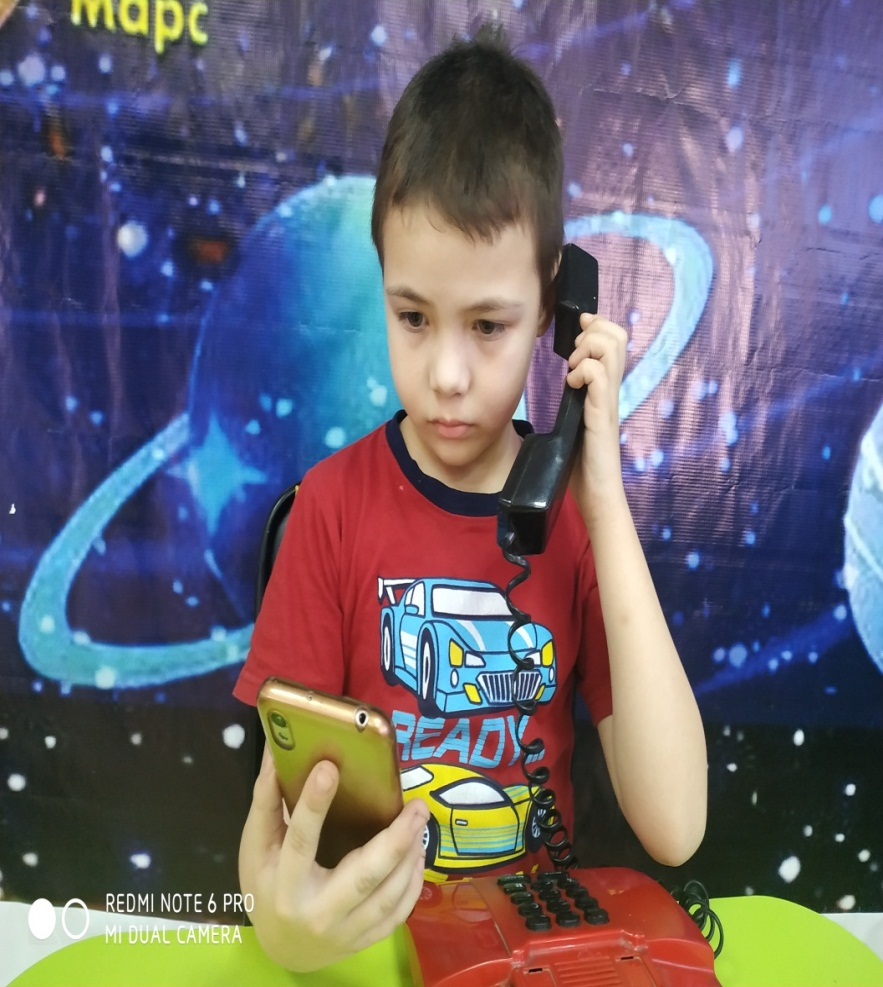 Марс
READY...
REDMI NOTE 6 PRO
MI DUAL CAMERA